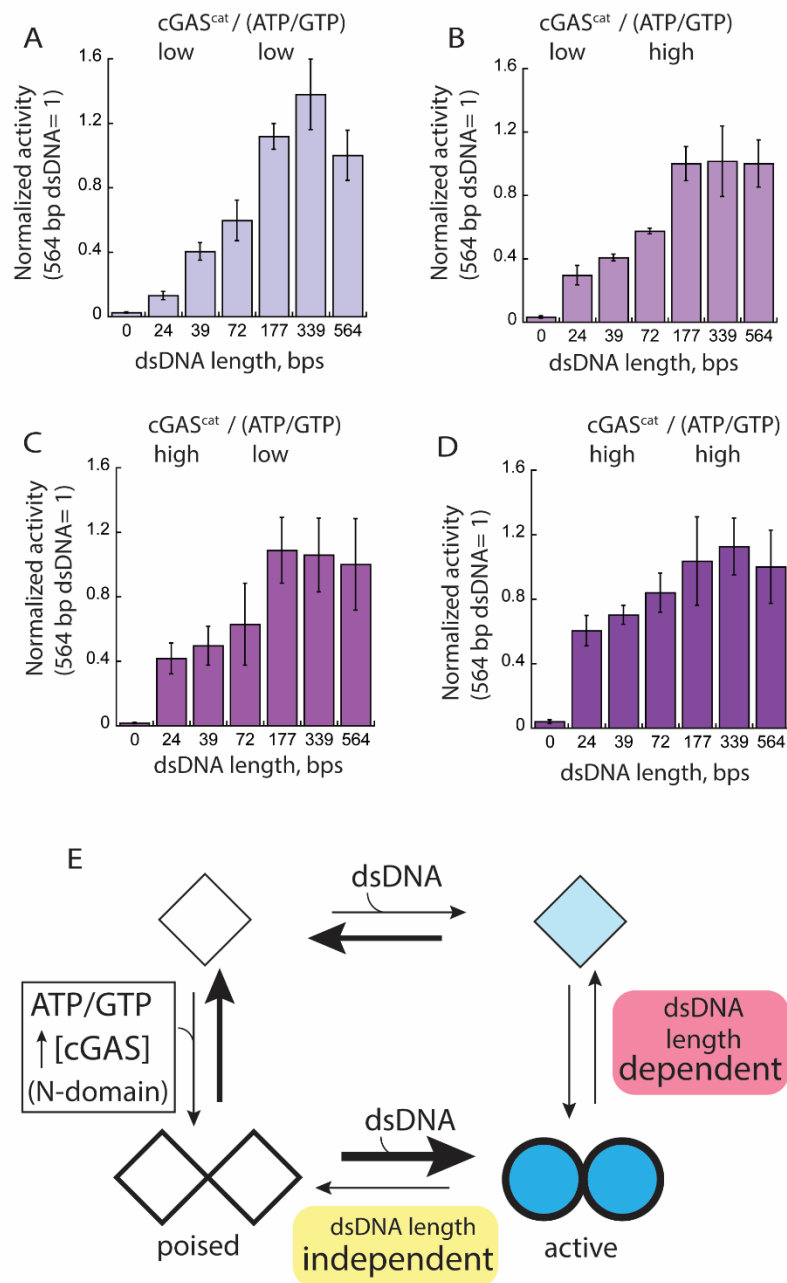 A
cGAScat / (ATP/GTP)
low low
Normalized activity
(564 bp dsDNA= 1)
1.6
1.2
0.8
0.4
0
0 24 39 72 177 339 564
dsDNA length, bps
B
cGAScat / (ATP/GTP)
low high
Normalized activity
(564 bp dsDNA= 1)
1.6
1.2
0.8
0.4
0
0 24 39 72 177 339 564
dsDNA length, bps
C
cGAScat / (ATP/GTP)
high low
Normalized activity
(564 bp dsDNA= 1)
1.6
1.2
0.8
0.4
0
0 24 39 72 177 339 564
dsDNA length, bps
D
cGAScat / (ATP/GTP)
high high
Normalized activity
(564 bp dsDNA= 1)
1.6
1.2
0.8
0.4
0
0 24 39 72 177 339 564
dsDNA length, bps
E
dsDNA
ATP/GTP
↑ [cGAS]
(N-domain)
dsDNA
length
dependent
dsDNA
poised
dsDNA length
independent
active